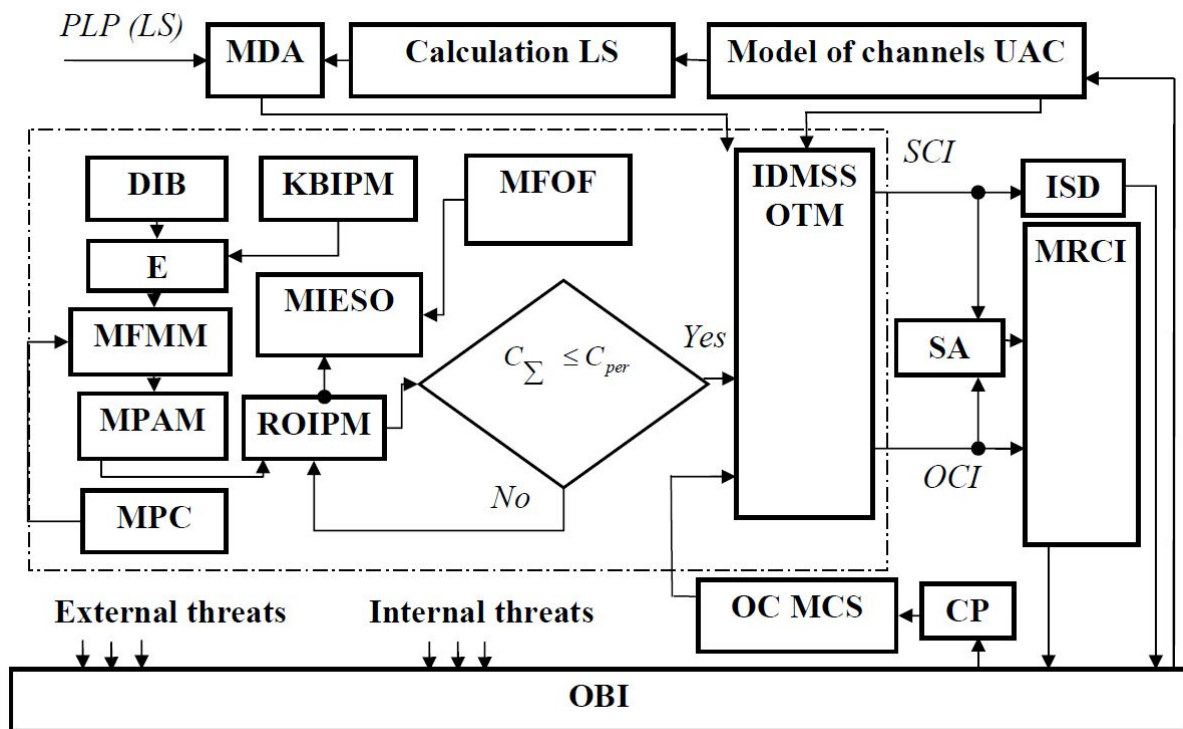 PLP (LS)
MDA
Calculation LS
Model of channels UAC
DIB
KBIPM
MFOF
IDMSS
OTM
SCI
ISD
MRCI
E
MIESO
MFMM
C∑ ≤ Cper
Yes
SA
MPAM
ROIPM
No
OCI
MPC
External threats
Internal threats
OC MCS
CP
OBI